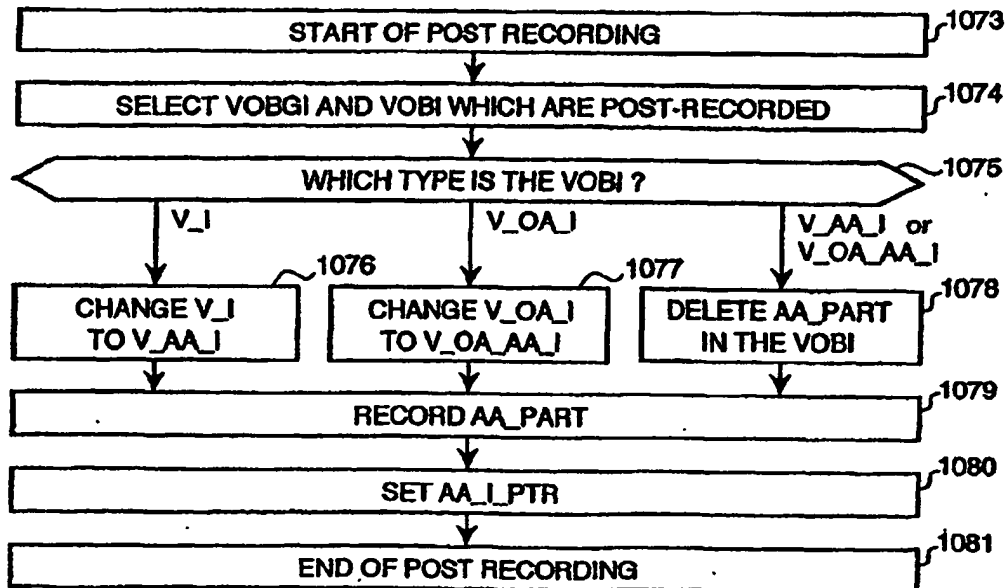 START OF POST RECORDING
1073
SELECT VOBGI AND VOBI WHICH ARE POST-RECORDED
1074
WHICH TYPE IS THE VOBI ?
1075
V_I
V_OA_I
V_AA_I or
V_OA_AA_I
1076
CHANGE V_I
TO V_AA_I
1077
CHANGE V_OA_I
TO V_OA_AA_I
1078
DELETE AA_PART
IN THE VOBI
1079
RECORD AA_PART
1080
SET AA_I_PTR
1081
END OF POST RECORDING